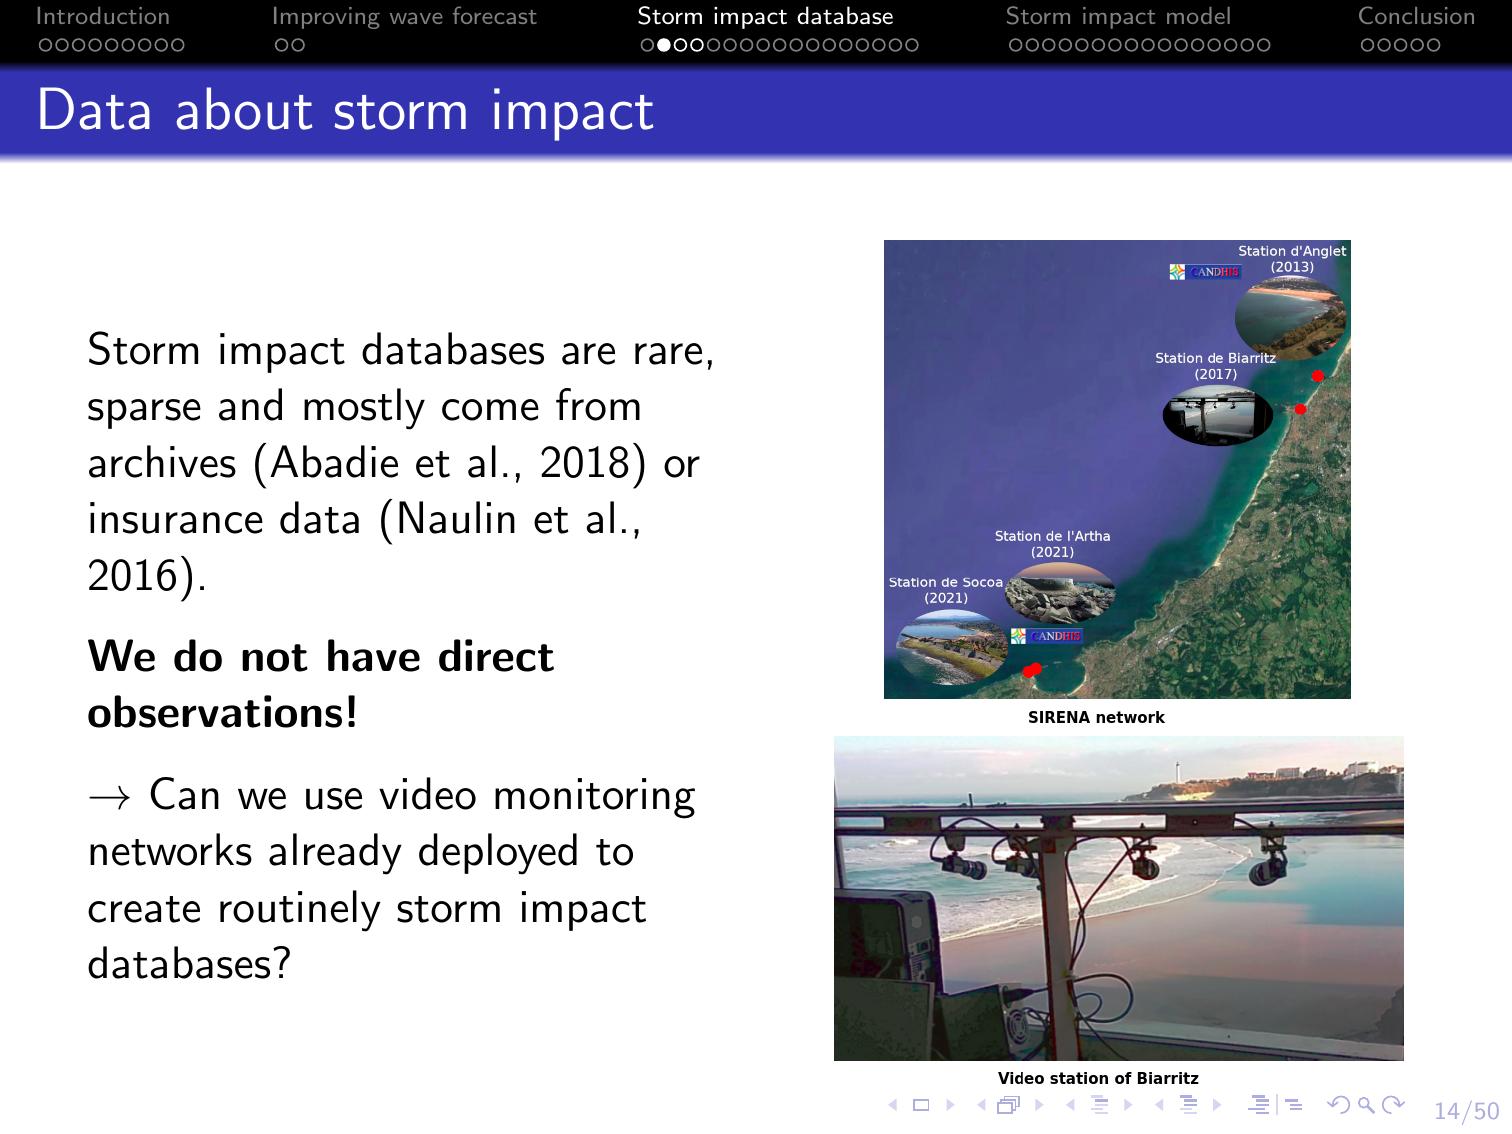 Introduction
Improving wave forecast
Storm impact database
Storm impact model
Conclusion
Data about storm impact
Storm impact databases are rare,
sparse and mostly come from
archives (Abadie et al., 2018) or
insurance data (Naulin et al.,
2016).
We do not have direct
observations!
→ Can we use video monitoring
networks already deployed to
create routinely storm impact
databases?
Station d'Anglet
(2013)
CANDHIS
Station de Biarritz
(2017)
Station de l'Artha
(2021)
Station de Socoa
(2021)
CANDHIS
SIRENA network
Video station of Biarritz
14/50